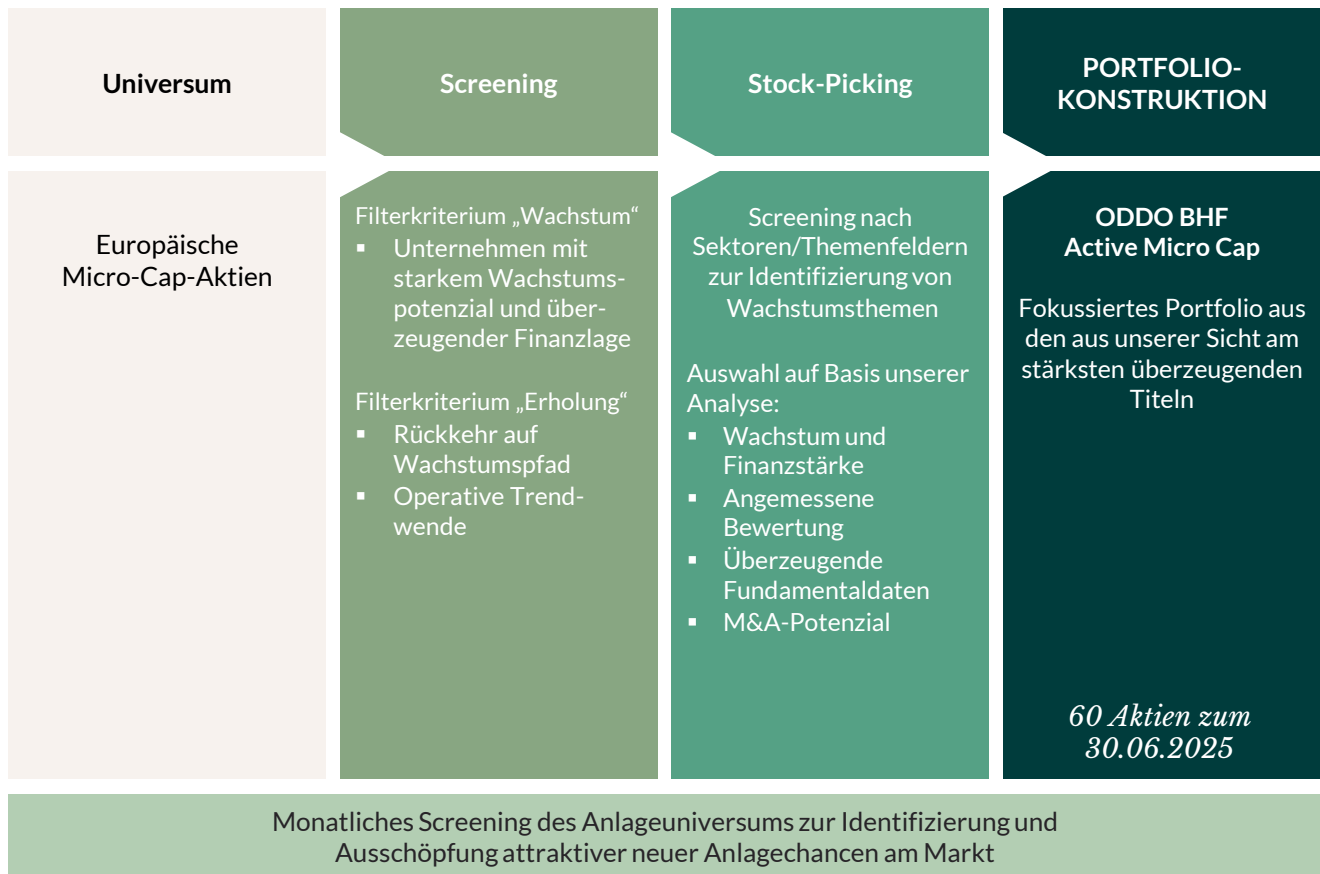 Universum
Screening
Stock-Picking
PORTFOLIO-
KONSTRUKTION
Europäische
Micro-Cap-Aktien
Filterkriterium „Wachstum“
▪ Unternehmen mit
starkem Wachstums-
potenzial und über-
zeugender Finanzlage
Filterkriterium „Erholung“
▪ Rückkehr auf
Wachstumspfad
▪ Operative Trend-
wende
Screening nach
Sektoren/Themenfeldern
zur Identifizierung von
Wachstumsthemen
Auswahl auf Basis unserer
Analyse:
▪ Wachstum und
Finanzstärke
▪ Angemessene
Bewertung
▪ Überzeugende
Fundamentaldaten
▪ M&A-Potenzial
ODDO BHF
Active Micro Cap
Fokussiertes Portfolio aus
den aus unserer Sicht am
stärksten überzeugenden
Titeln
60 Aktien zum
30.06.2025
Monatliches Screening des Anlageuniversums zur Identifizierung und
Ausschöpfung attraktiver neuer Anlagechancen am Markt